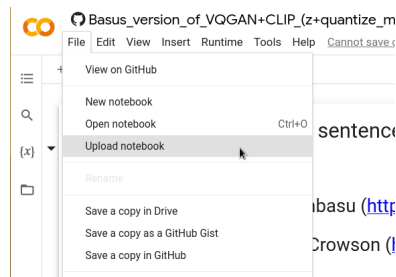 Basus_version_of_VQGAN+CLIP_(z+quantize_m
File Edit View Insert Runtime Tools Help Cannot save
View on GitHub
New notebook
Open notebook Ctrl+O
sentence
Upload notebook
{x}
Rename
Save a copy in Drive
nbasu (http
Save a copy as a GitHub Gist
Crowson (
Save a copy in GitHub